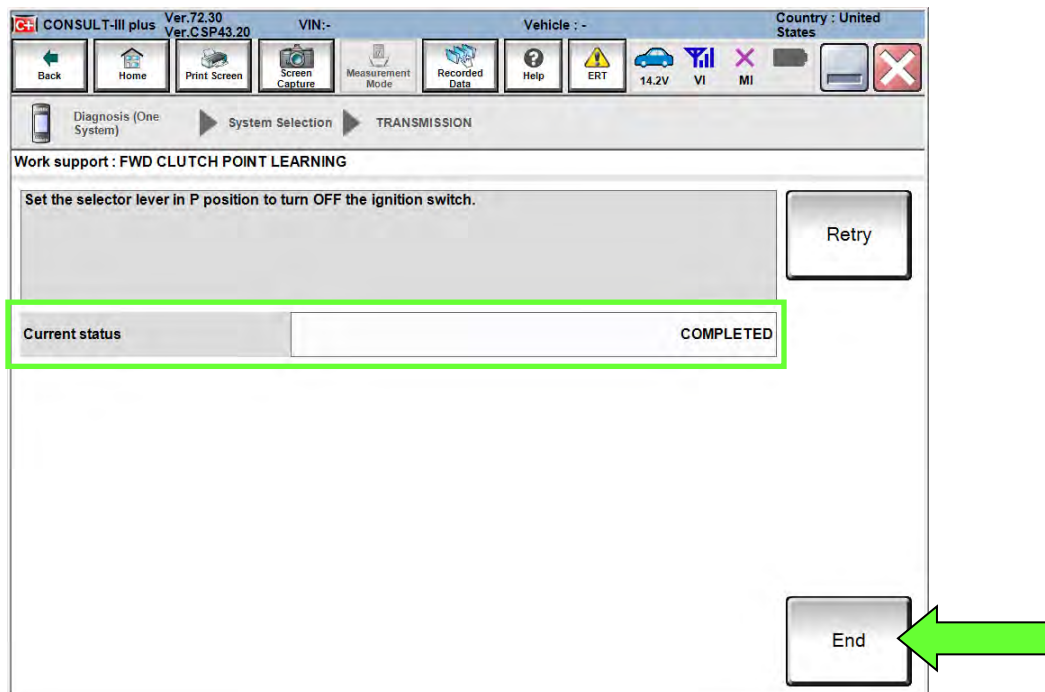 C+ CONSULT-III plus Ver.72.30 VIN:- Vehicle : - Country : United
Ver.CSP43.20 States
Back Home Print Screen Screen Capture Measurement Mode Recorded Data Help ERT 14.2V VI MI
Diagnosis (One System) System Selection TRANSMISSION
Work support : FWD CLUTCH POINT LEARNING
Set the selector lever in P position to turn OFF the ignition switch.
Retry
Current status COMPLETED
End